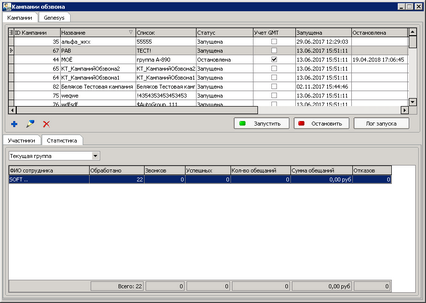 Кампании обзвона
Кампании Genesys
ID Кампании Название Список Статус Учет GMT Запущена Остановлена
35 альфа_жкх 55555 Запущена 29.06.2017 12:29:03
67 РАВ ТЕСТ! Запущена 13.06.2017 15:51:11
44 МОЁ группа А-890 Остановлена 13.06.2017 15:51:11 19.04.2018 17:06:45
65 КТ_КампанийОбзвона2 КТ_КампанийОбзвона2 Запущена 13.06.2017 15:51:11
64 КТ_КампанийОбзвона1 КТ_КампанийОбзвона1 Запущена 13.06.2017 15:51:11
82 Беляков Тестовая кампания Беляков Тестовая камп Запущена 02.11.2017 15:44:46
75 weqwe !4354353453453453 Запущена 13.06.2017 15:51:11
76 wdfsdf $AutoGroup_111 Запущена 13.06.2017 15:51:11
Запустить Остановить Лог запуска
Участники Статистика
Текущая группа
ФИО сотрудника Обработано Звонков Успешных Кол-во обещаний Сумма обещаний Отказов
SOFT ... 22 0 0 0 0,00 руб 0
Всего: 22 0 0 0 0,00 руб 0